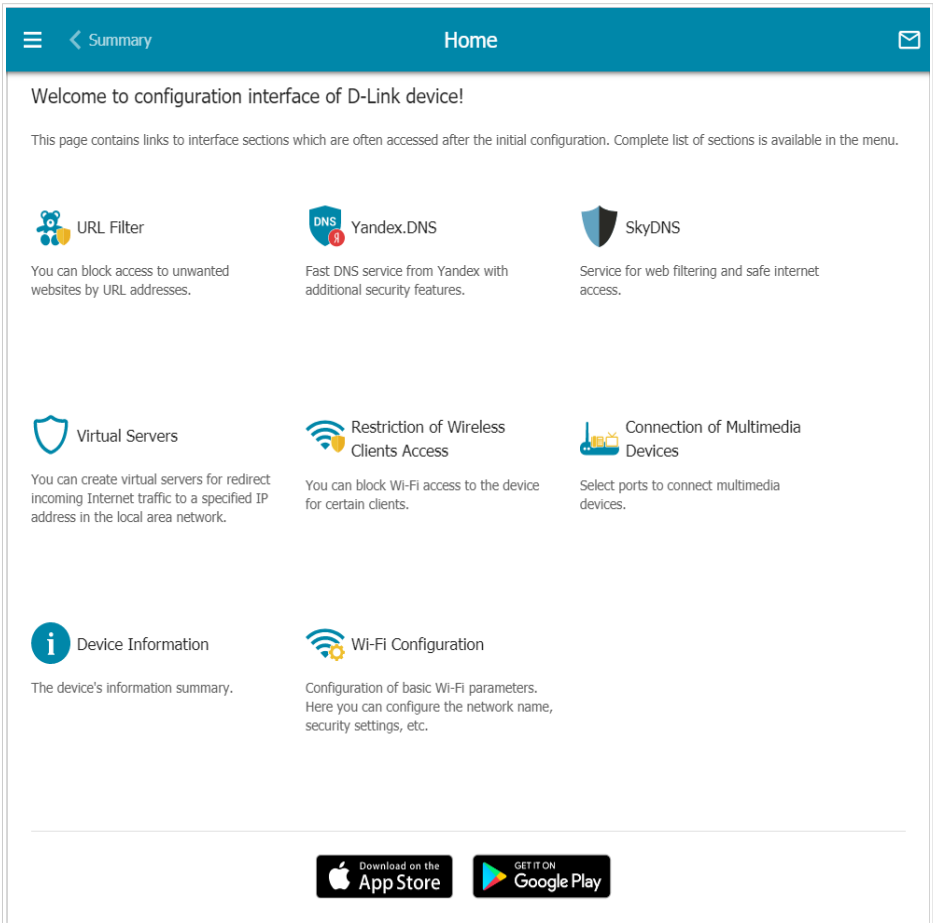 Summary
Home
Welcome to configuration interface of D-Link device!
This page contains links to interface sections which are often accessed after the initial configuration. Complete list of sections is available in the menu.
URL Filter
You can block access to unwanted
websites by URL addresses.
DNS
Я
Yandex.DNS
Fast DNS service from Yandex with
additional security features.
SkyDNS
Service for web filtering and safe internet
access.
Virtual Servers
You can create virtual servers for redirect
incoming Internet traffic to a specified IP
address in the local area network.
Restriction of Wireless
Clients Access
You can block Wi-Fi access to the device
for certain clients.
Connection of Multimedia
Devices
Select ports to connect multimedia
devices.
i
Device Information
The device's information summary.
Wi-Fi Configuration
Configuration of basic Wi-Fi parameters.
Here you can configure the network name,
security settings, etc.
Download on the
App Store
GET IT ON
Google Play